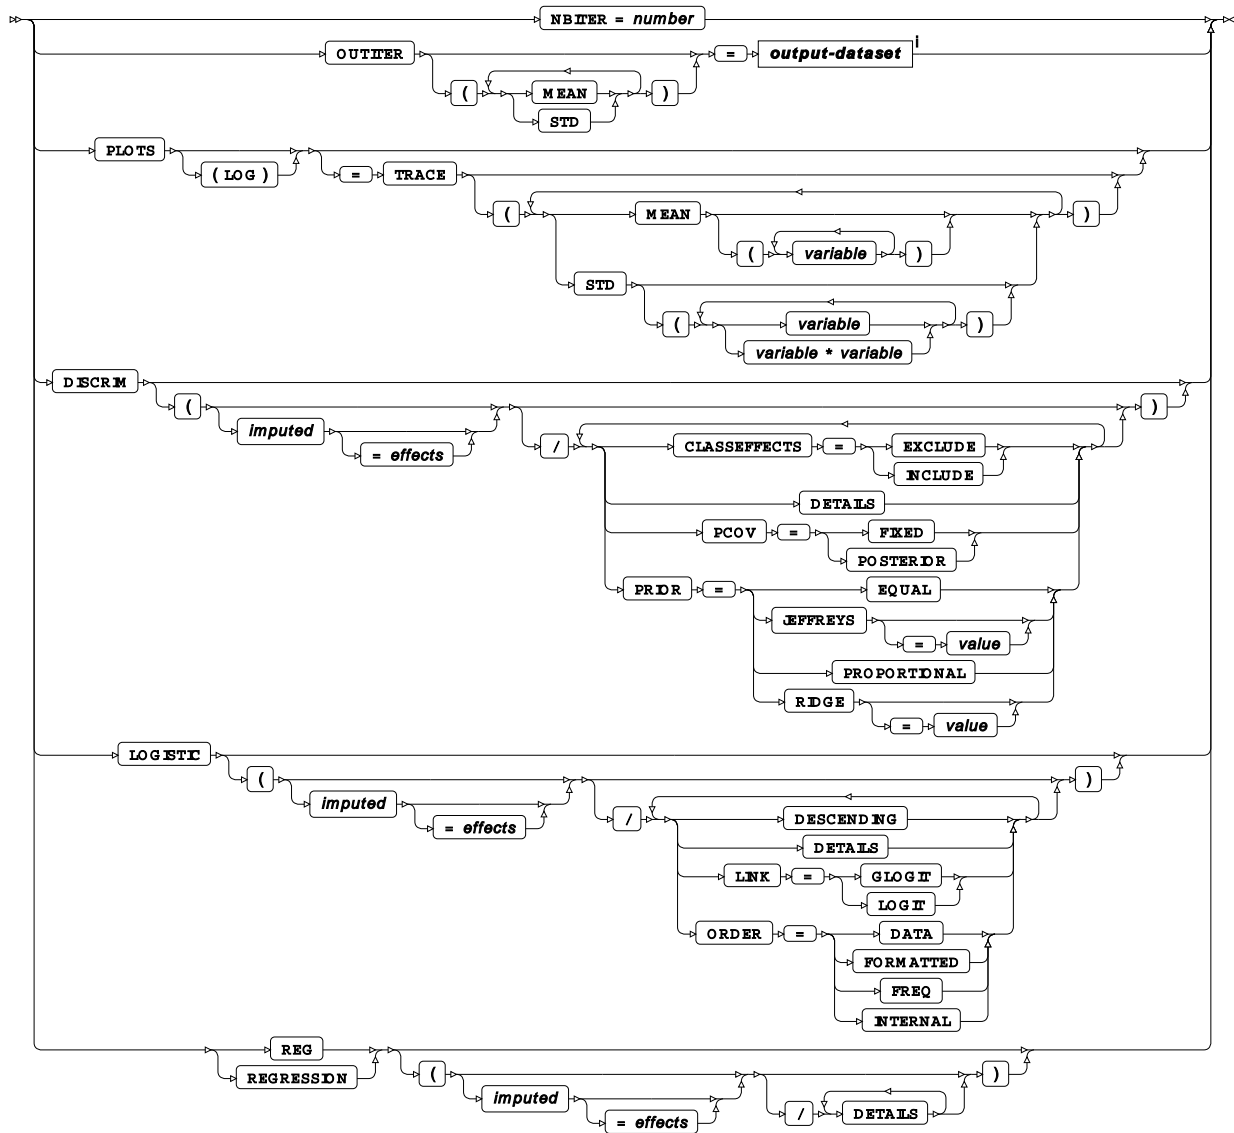 NBITER = number
OUTITER = output-dataset i
( MEAN )
STD
PLOTS = TRACE
( LOG )
( MEAN )
( variable )
STD
( variable )
variable * variable
DISCRIM
( )
imputed / CLASSEFFECTS = EXCLUDE
= effects INCLUDE
DETAILS
PCOV = FIXED
POSTERIOR
PRIOR = EQUAL
JEFFREYS
= value
PROPORTIONAL
RIDGE
= value
LOGISTIC
( )
imputed / DESCENDING
= effects DETAILS
LINK = GLOGIT
LOGIT
ORDER = DATA
FORMATTED
FREQ
INTERNAL
REG
REGRESSION ( )
imputed / DETAILS
= effects